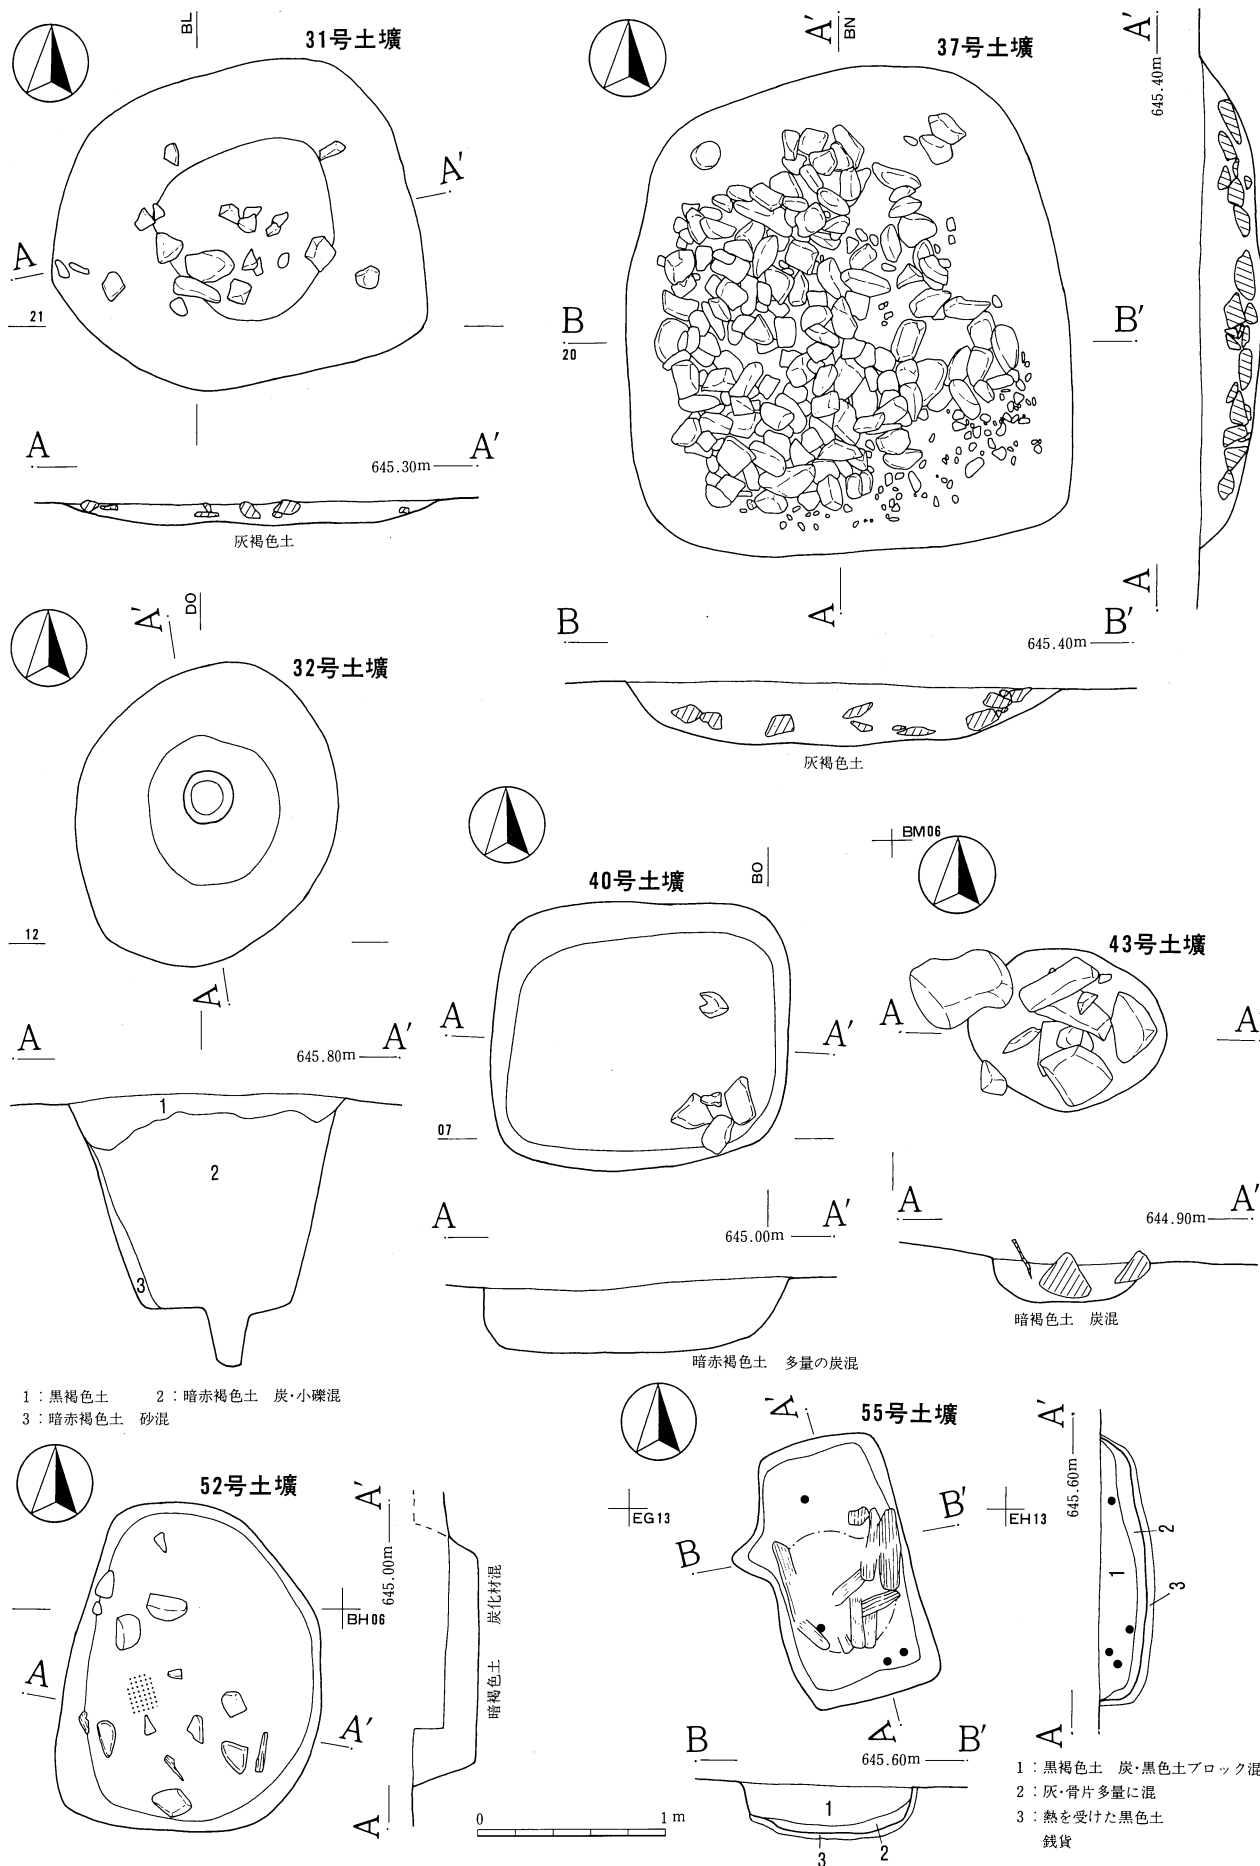 31号土壙
BL
A
A'
21
A
A'
645.30m
灰褐色土
37号土壙
A'
BN
B
20
B'
A
A'
645.40m
A
B
B'
645.40m
灰褐色土
32号土壙
A'
DO
12
A
A
A'
645.80m
1
2
3
1：黒褐色土　2：暗赤褐色土　炭・小礫混
3：暗赤褐色土　砂混
40号土壙
BO
A
A'
07
A
A'
645.00m
暗赤褐色土　多量の炭混
BM06
43号土壙
A
A
A
A'
644.90m
暗褐色土　炭混
52号土壙
BH06
A
A'
A'
645.00m
A
暗褐色土　炭化材混
0　1m
55号土壙
A'
EG13
B
B'
A
EH13
A'
645.60m
1
2
3
A
B
B'
645.60m
1
2
3
1：黒褐色土　炭・黒色土ブロック混
2：灰・骨片多量に混
3：熱を受けた黒色土
銭貨